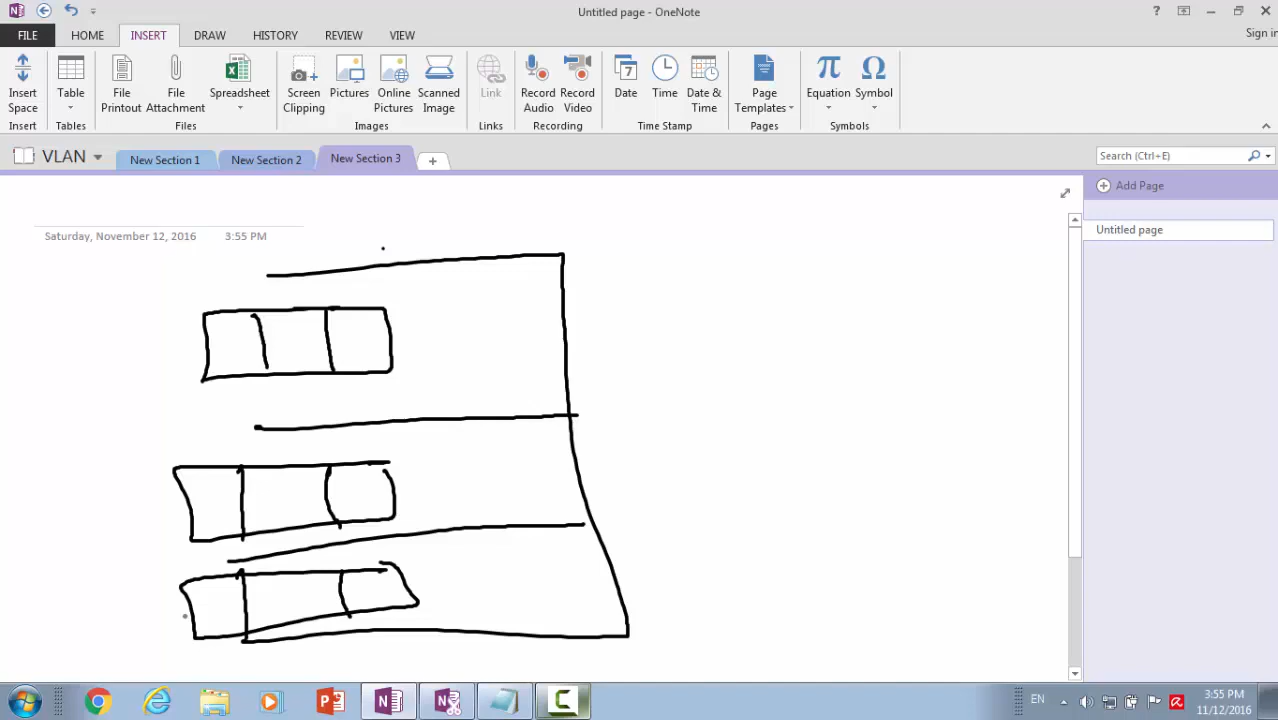 Untitled page - OneNote
?
Sign in
FILE HOME INSERT DRAW HISTORY REVIEW VIEW
Insert Space
Table
File Printout
File Attachment
Spreadsheet
Screen Clipping
Pictures
Online Pictures
Scanned Image
Link
Record Audio
Record Video
Date
Time
Date & Time
Page Templates
π Equation
Ω Symbol
Insert Tables Files Images Links Recording Time Stamp Pages Symbols
VLAN New Section 1 New Section 2 New Section 3 +
Search (Ctrl+E)
Add Page
Untitled page
Saturday, November 12, 2016 3:55 PM
EN
3:55 PM
11/12/2016